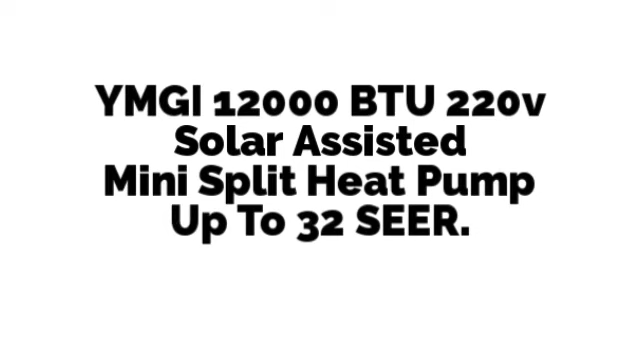 YMGI 12000 BTU 220v
Solar Assisted
Mini Split Heat Pump
Up To 32 SEER.